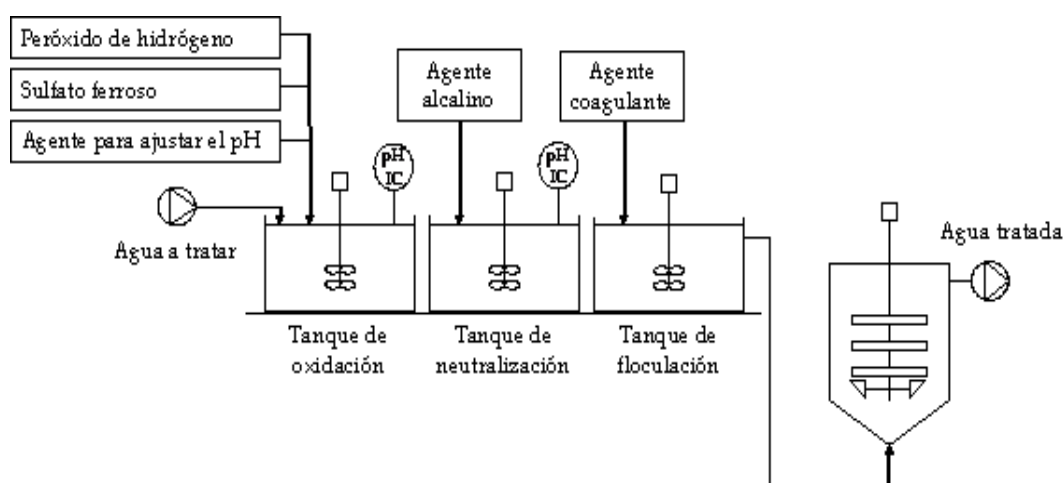 Peróxido de hidrógeno
Sulfato ferroso
Agente para ajustar el pH
Agente
alcalino
Agente
coagulante
pH
IC
pH
IC
Agua a tratar
Agua tratada
Tanque de
oxidación
Tanque de
neutralización
Tanque de
floculación